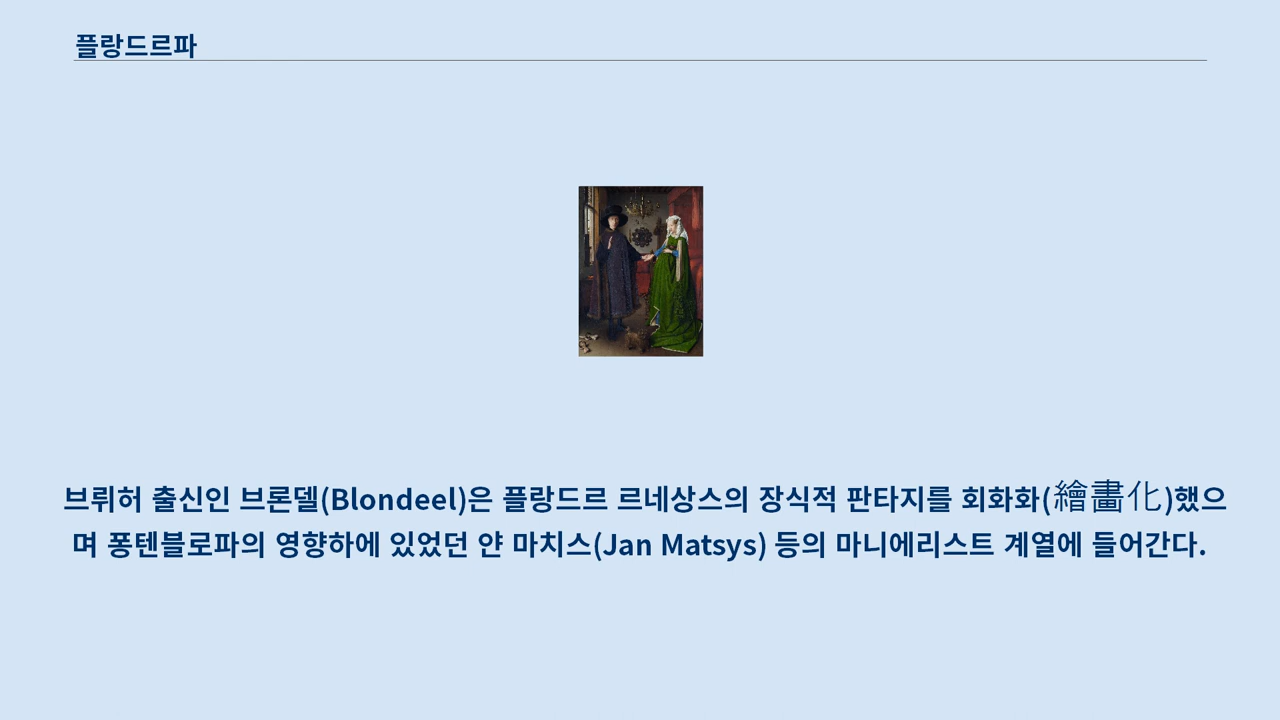 플랑드르파
브뤼허 출신인 브론델(Blondeel)은 플랑드르 르네상스의 장식적 판타지를 회화화(繪畫化)했으
며 퐁텐블로파의 영향하에 있었던 얀 마치스(Jan Matsys) 등의 마니에리스트 계열에 들어간다.